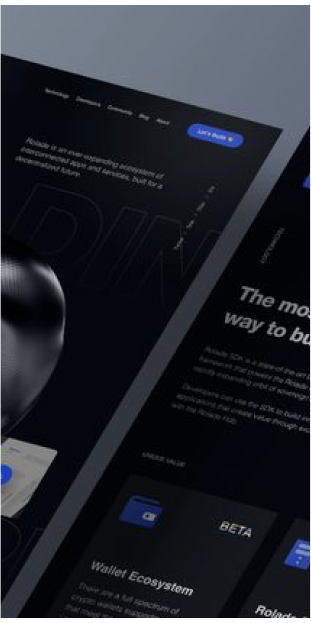 Technology Developers Community Blog About
Let's Build
Rolade is an ever-expanding ecosystem of
interconnected apps and services, built for a
decentralized future.
DIN
TECHNOLOGY
The mos
way to bu
Rolade SDK is a state-of-the-art
framework that powers the Rolade
rapidly expanding orbit of sovereign
Developers can use the SDK to build
applications that create value through
with the Rolade Hub.
UNIQUE VALUE
BETA
Wallet Ecosystem
There are a full spectrum of
crypto wallets
that meet
Rolade